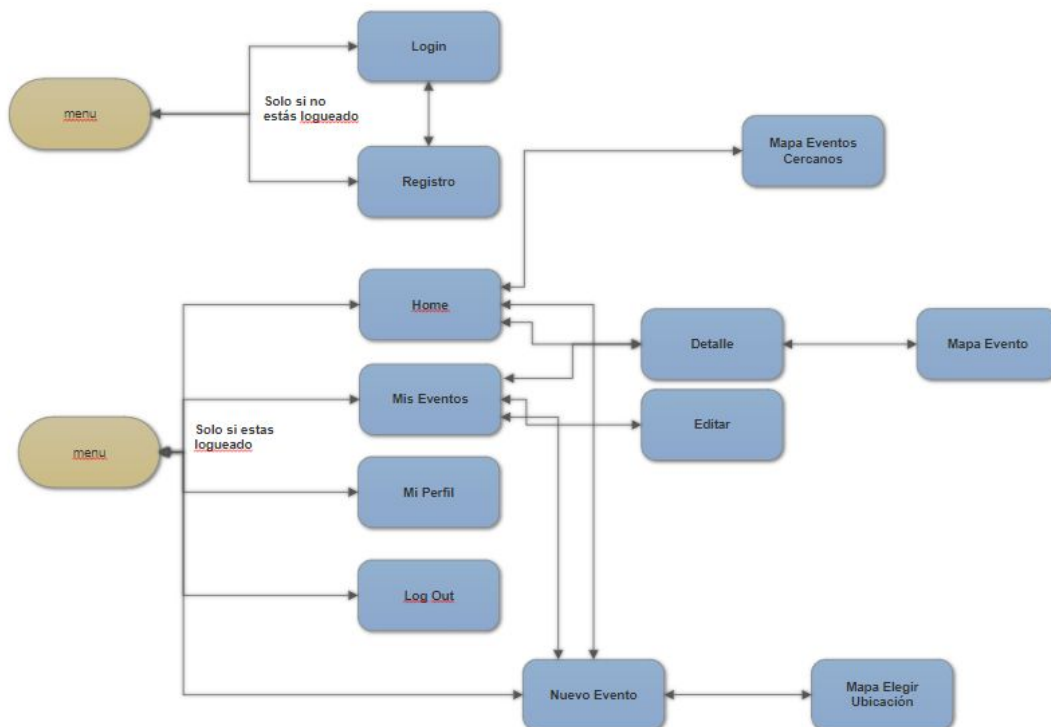 Login
menu
Solo si no
estás logueado
Registro
Mapa Eventos
Cercanos
Home
Detalle
Mapa Evento
Mis Eventos
Editar
Solo si estas
logueado
menu
Mi Perfil
Log Out
Nuevo Evento
Mapa Elegir
Ubicación